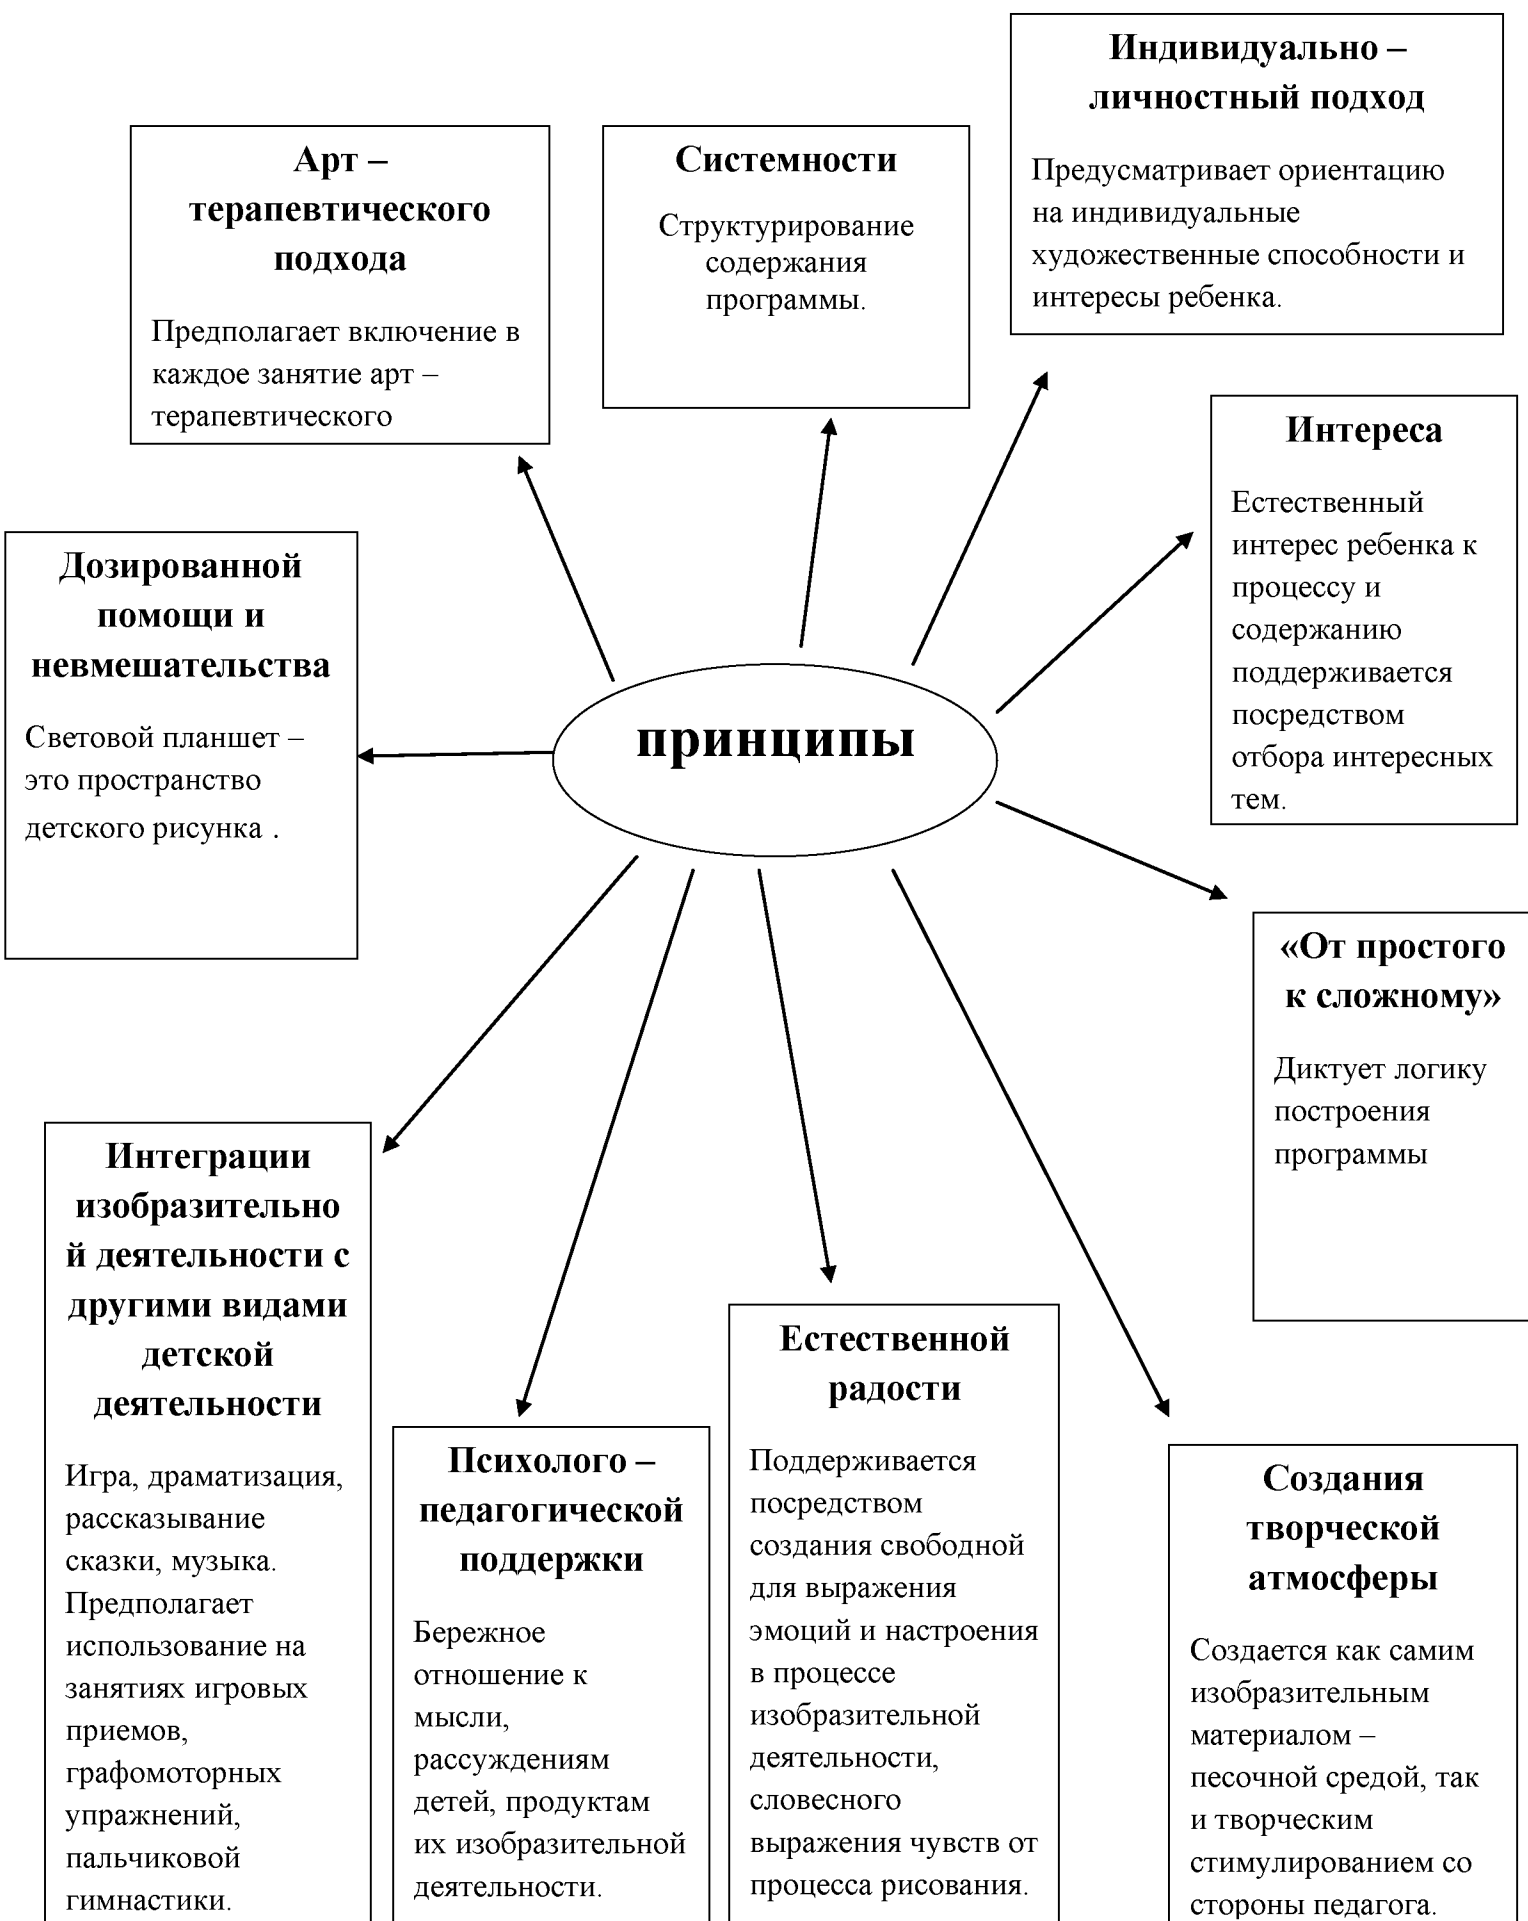 Индивидуально –
личностный подход
Предусматривает ориентацию
на индивидуальные
художественные способности и
интересы ребенка.
Арт –
терапевтического
подхода
Предполагает включение в
каждое занятие арт –
терапевтического
Системности
Структурирование
содержания
программы.
Интереса
Естественный
интерес ребенка к
процессу и
содержанию
поддерживается
посредством
отбора интересных
тем.
Дозированной
помощи и
невмешательства
Световой планшет –
это пространство
детского рисунка .
принципы
«От простого
к сложному»
Диктует логику
построения
программы
Интеграции
изобразительно
й деятельности с
другими видами
детской
деятельности
Игра, драматизация,
рассказывание
сказки, музыка.
Предполагает
использование на
занятиях игровых
приемов,
графомоторных
упражнений,
пальчиковой
гимнастики.
Психолого –
педагогической
поддержки
Бережное
отношение к
мысли,
рассуждениям
детей, продуктам
их изобразительной
деятельности.
Естественной
радости
Поддерживается
посредством
создания свободной
для выражения
эмоций и настроения
в процессе
изобразительной
деятельности,
словесного
выражения чувств от
процесса рисования.
Создания
творческой
атмосферы
Создается как самим
изобразительным
материалом –
песочной средой, так
и творческим
стимулированием со
стороны педагога.